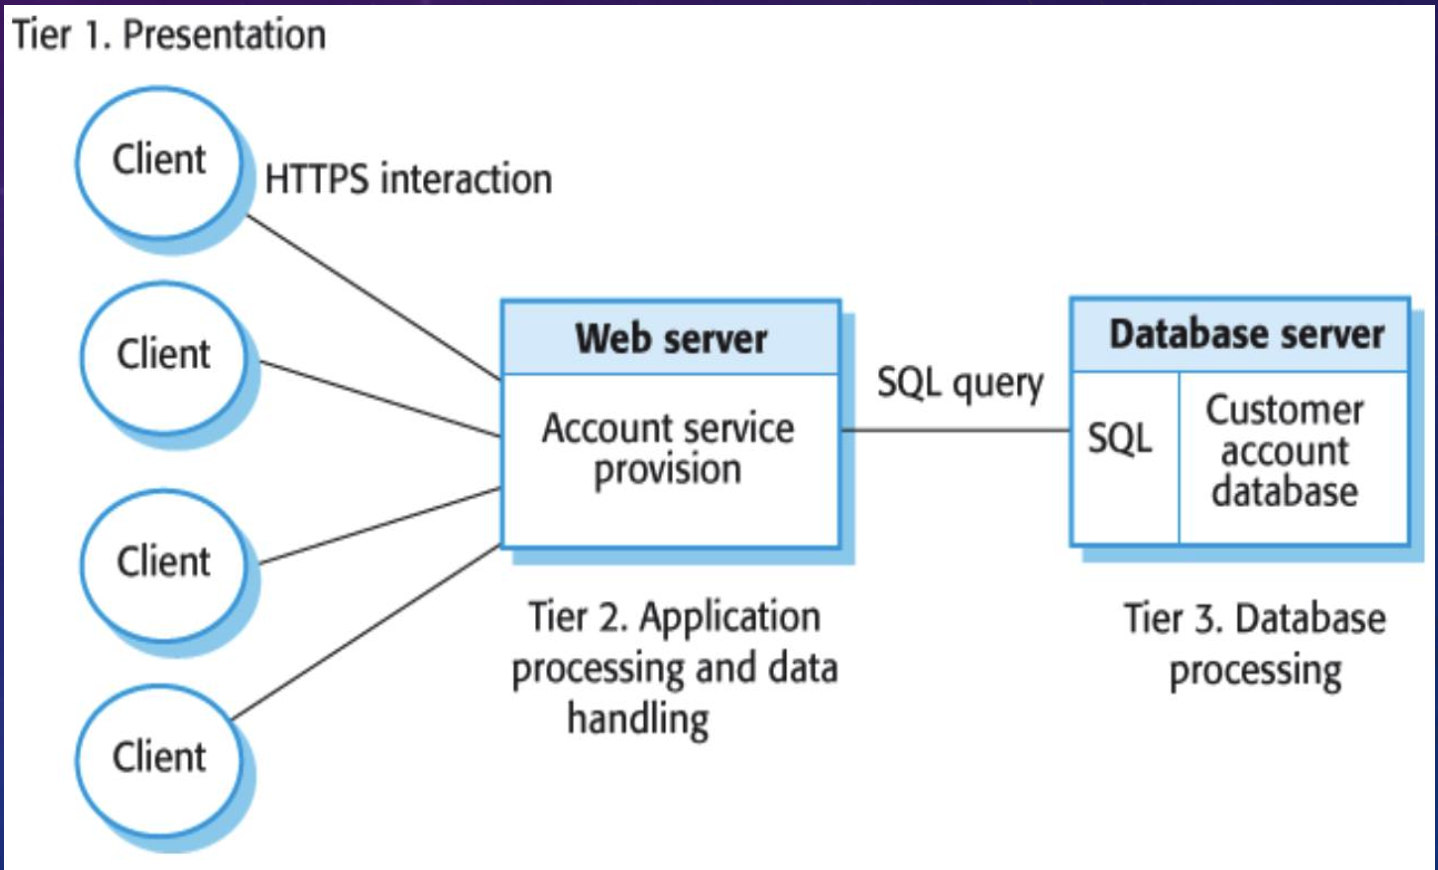 Tier 1. Presentation
Client
HTTPS interaction
Client
Client
Client
Web server
Account service
provision
Tier 2. Application
processing and data
handling
SQL query
Database server
SQL
Customer
account
database
Tier 3. Database
processing